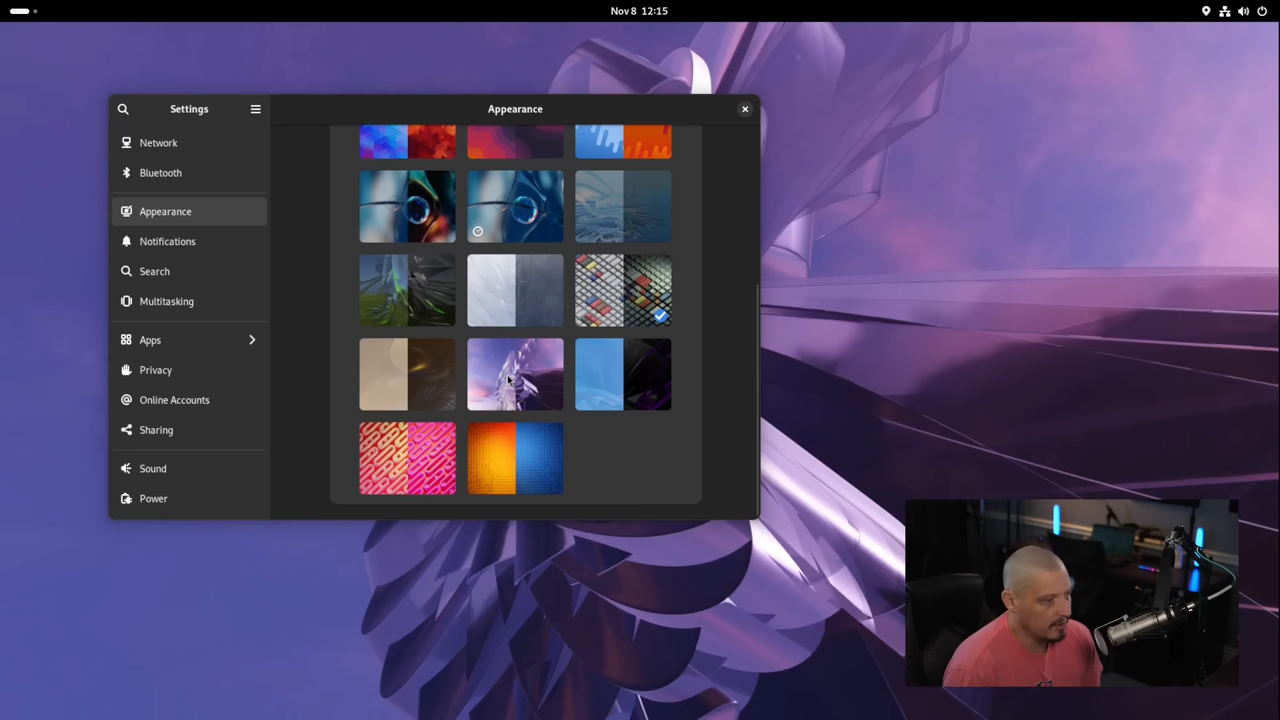 Nov 8 12:15
Settings
Appearance
Network
Bluetooth
Appearance
Notifications
Search
Multitasking
Apps
Privacy
Online Accounts
Sharing
Sound
Power